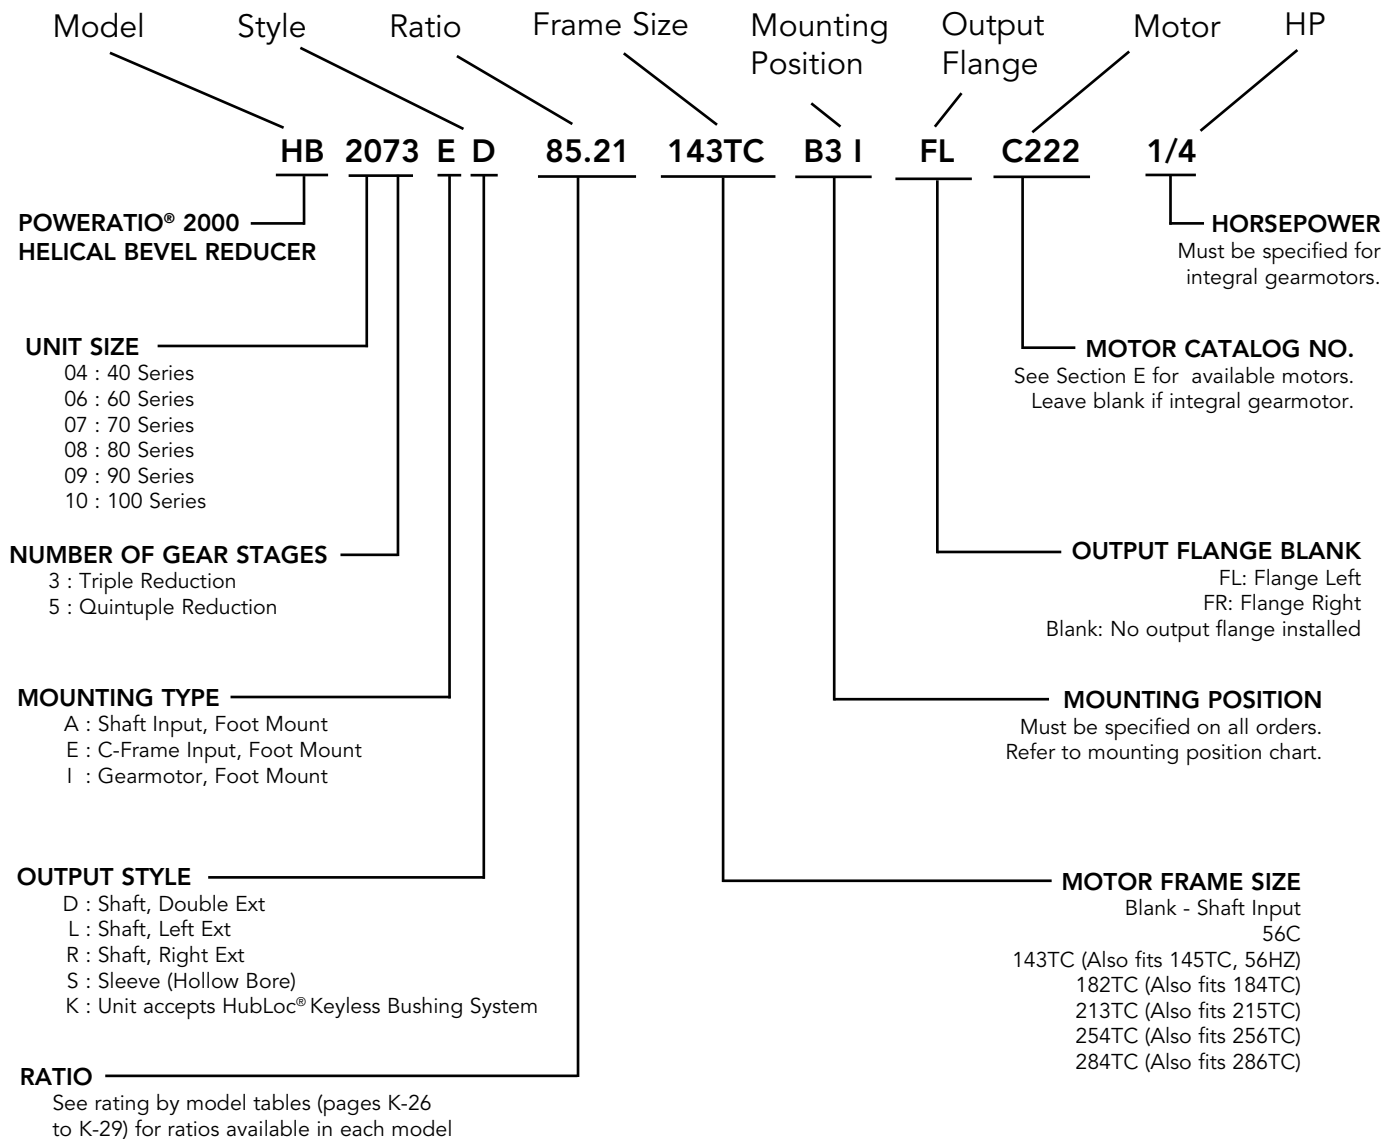 Model Style Ratio Frame Size Mounting Position Output Flange Motor HP
HB 2073 E D 85.21 143TC B3 I FL C222 1/4
POWERATIO® 2000
HELICAL BEVEL REDUCER
HORSEPOWER
Must be specified for
integral gearmotors.
UNIT SIZE
04 : 40 Series
06 : 60 Series
07 : 70 Series
08 : 80 Series
09 : 90 Series
10 : 100 Series
MOTOR CATALOG NO.
See Section E for available motors.
Leave blank if integral gearmotor.
NUMBER OF GEAR STAGES
3 : Triple Reduction
5 : Quintuple Reduction
OUTPUT FLANGE BLANK
FL: Flange Left
FR: Flange Right
Blank: No output flange installed
MOUNTING TYPE
A : Shaft Input, Foot Mount
E : C-Frame Input, Foot Mount
I : Gearmotor, Foot Mount
MOUNTING POSITION
Must be specified on all orders.
Refer to mounting position chart.
OUTPUT STYLE
D : Shaft, Double Ext
L : Shaft, Left Ext
R : Shaft, Right Ext
S : Sleeve (Hollow Bore)
K : Unit accepts HubLoc® Keyless Bushing System
MOTOR FRAME SIZE
Blank - Shaft Input
56C
143TC (Also fits 145TC, 56HZ)
182TC (Also fits 184TC)
213TC (Also fits 215TC)
254TC (Also fits 256TC)
284TC (Also fits 286TC)
RATIO
See rating by model tables (pages K-26
to K-29) for ratios available in each model